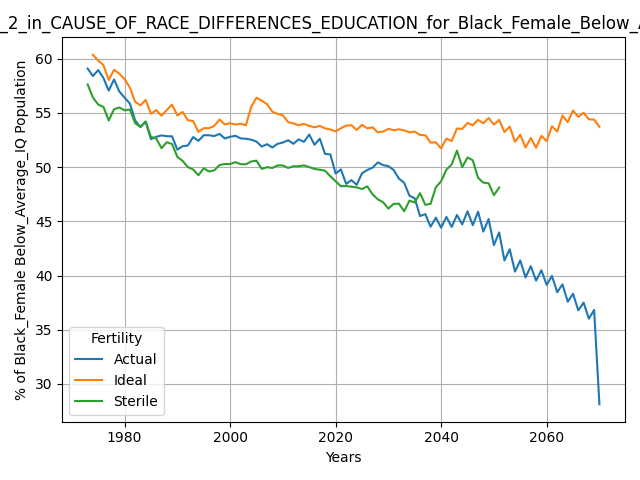 _2_in_CAUSE_OF_RACE_DIFFERENCES_EDUCATION_for_Black_Female_Below_
% of Black_Female Below_Average_IQ Population
60
55
50
45
40
35
30
Fertility
Actual
Ideal
Sterile
1980
2000
2020
2040
2060
Years